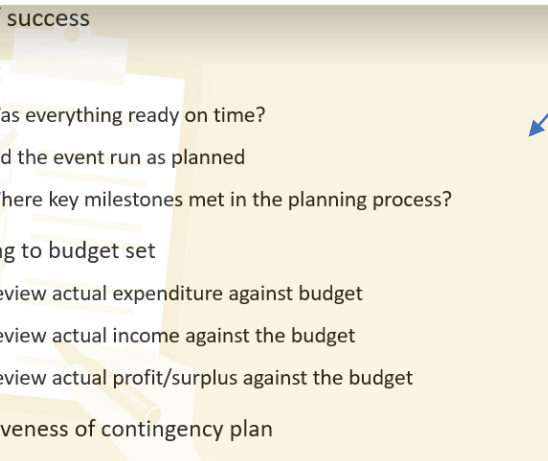 success
as everything ready on time?
d the event run as planned
here key milestones met in the planning process?
g to budget set
eview actual expenditure against budget
eview actual income against the budget
eview actual profit/surplus against the budget
veness of contingency plan